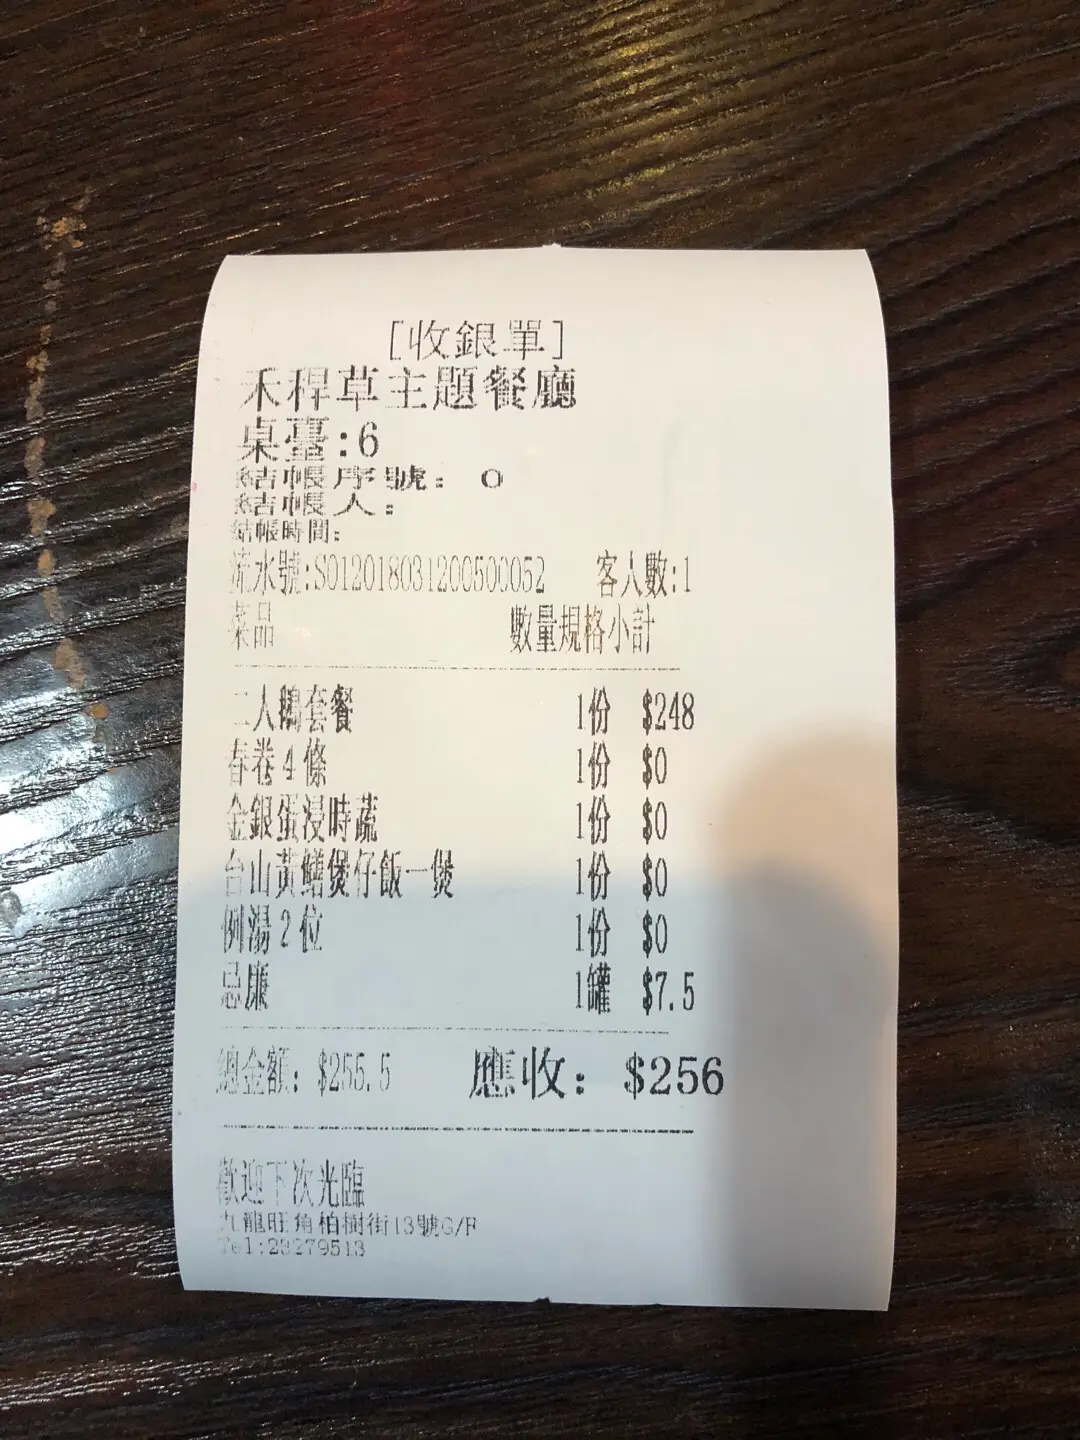 [收銀單]
禾稈草主題餐廳
桌臺:6
結帳序號: 0
結帳人:
結帳時間:
流水號:S012018031200500052 客人數:1
菜品 數量規格小計
二人鵝套餐 1份 $248
春卷4條 1份 $0
金銀蛋浸時蔬 1份 $0
台山黃鱔煲仔飯一煲 1份 $0
例湯2位 1份 $0
忌廉 1罐 $7.5
總金額: $255.5 應收: $256
歡迎下次光臨
九龍旺角柏樹街13號G/F
Tel:23279513